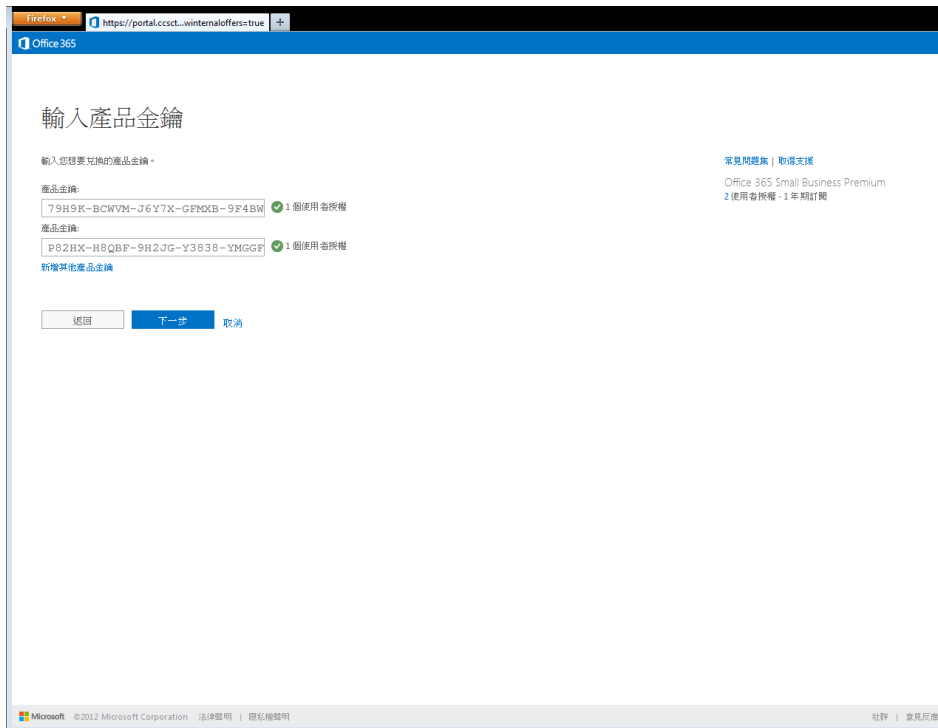 Firefox
https://portal.ccsct...winternaloffers=true
+
Office 365
輸入產品金鑰
輸入您想要兌換的產品金鑰。
產品金鑰:
79H9K-BCWVM-J6Y7X-GFMXB-9F4BW
1 個使用者授權
產品金鑰:
P82HX-H8QBF-9H2JG-Y3838-YMGGF
1 個使用者授權
新增其他產品金鑰
返回
下一步
取消
常見問題集 | 取得支援
Office 365 Small Business Premium
2 使用者授權 - 1 年期訂閱
Microsoft ©2012 Microsoft Corporation 法律聲明 | 隱私權聲明
社群 | 意見反應